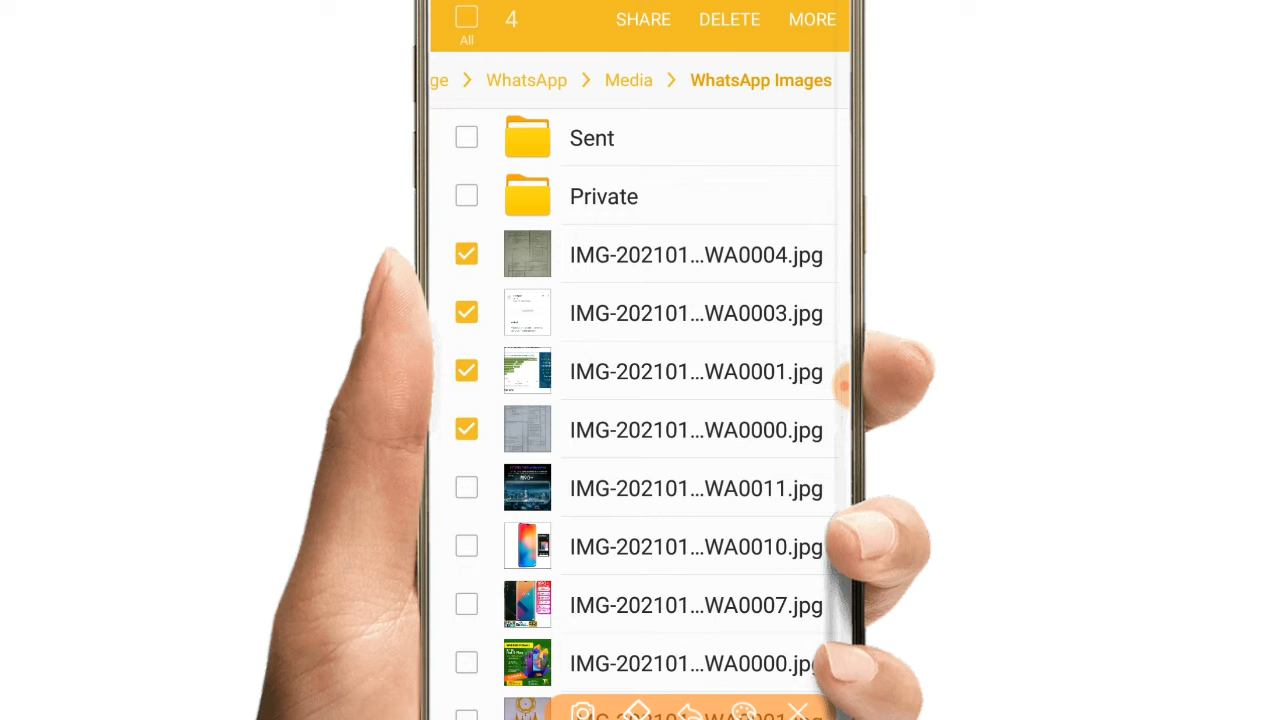 4 SHARE DELETE MORE
All
ge > WhatsApp > Media > WhatsApp Images
Sent
Private
IMG-202101...WA0004.jpg
IMG-202101...WA0003.jpg
IMG-202101...WA0001.jpg
IMG-202101...WA0000.jpg
IMG-202101...WA0011.jpg
IMG-202101...WA0010.jpg
IMG-202101...WA0007.jpg
IMG-202101...WA0000.jpg